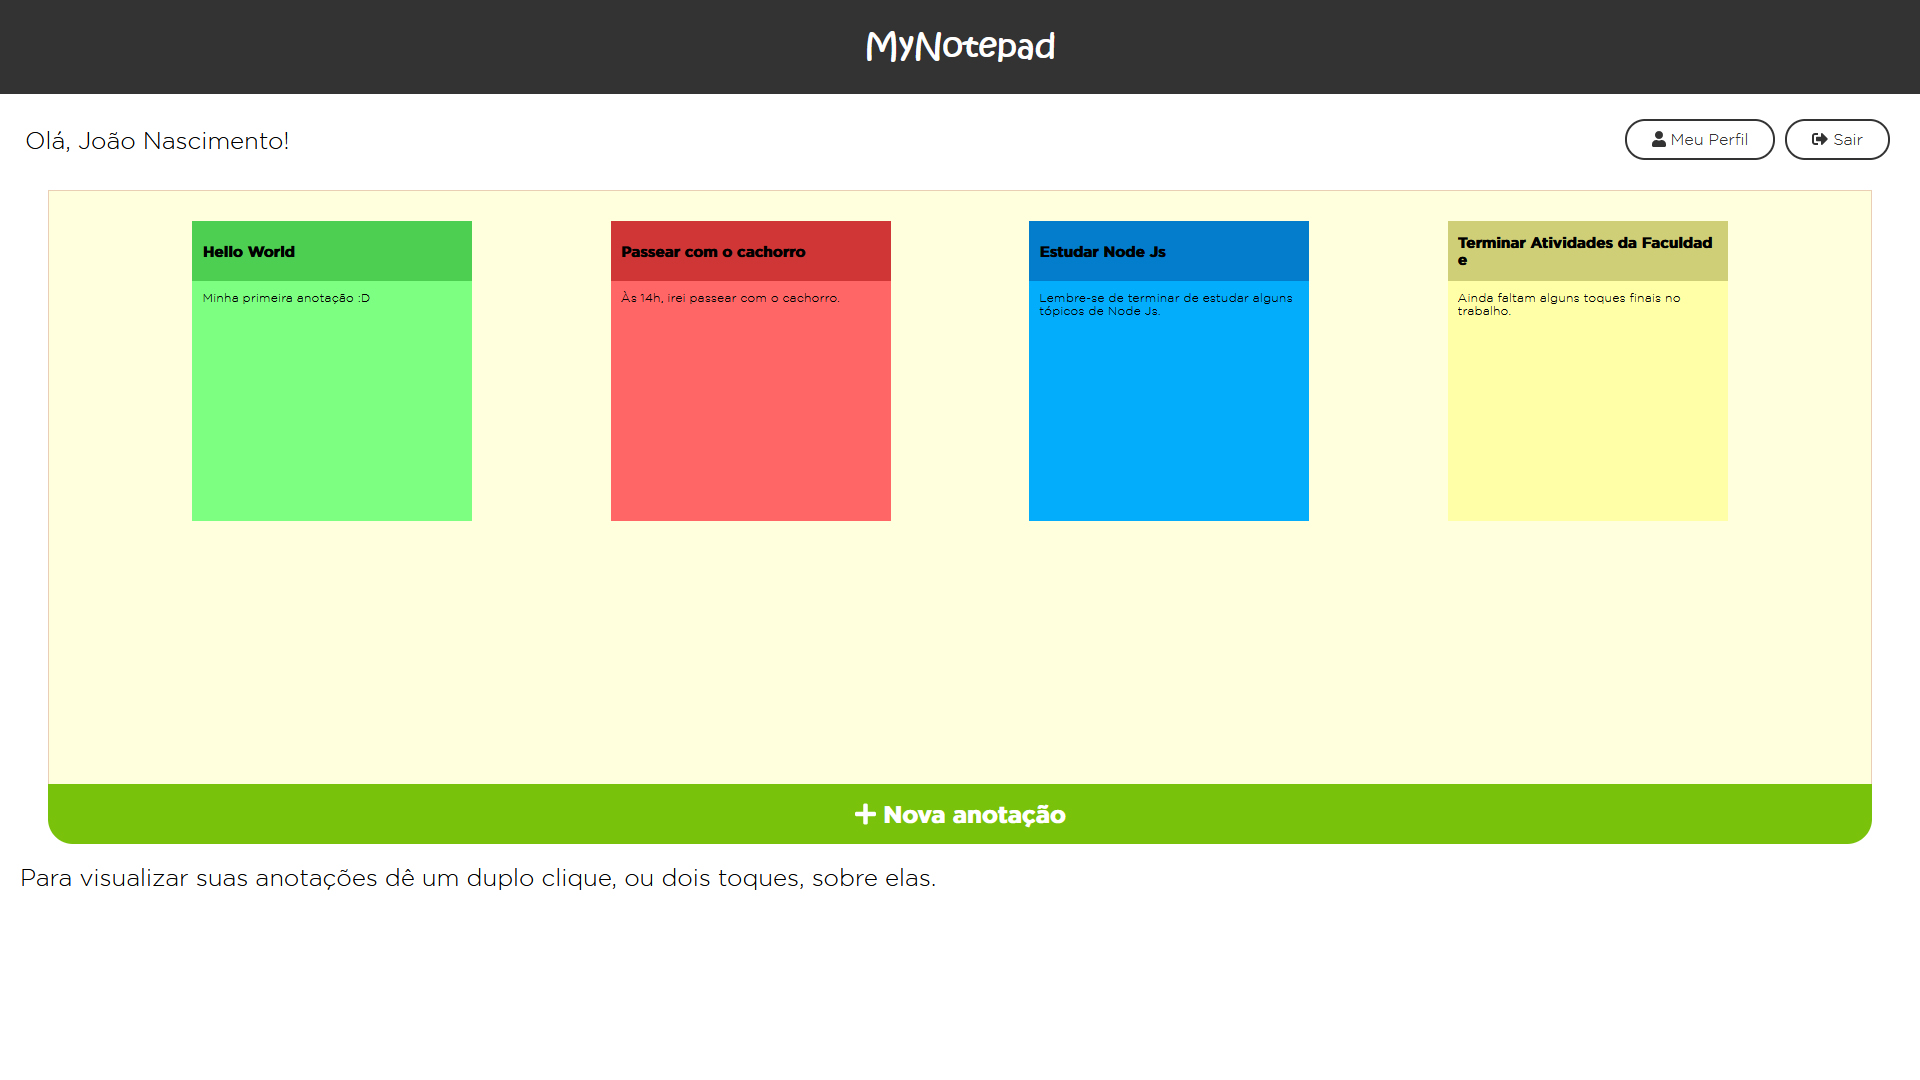 MyNotepad
Olá, João Nascimento!
Meu Perfil
Sair
Hello World
Minha primeira anotação :D
Passear com o cachorro
Às 14h, irei passear com o cachorro.
Estudar Node Js
Lembre-se de terminar de estudar alguns
tópicos de Node Js.
Terminar Atividades da Faculdad
e
Ainda faltam alguns toques finais no
trabalho.
+ Nova anotação
Para visualizar suas anotações dê um duplo clique, ou dois toques, sobre elas.